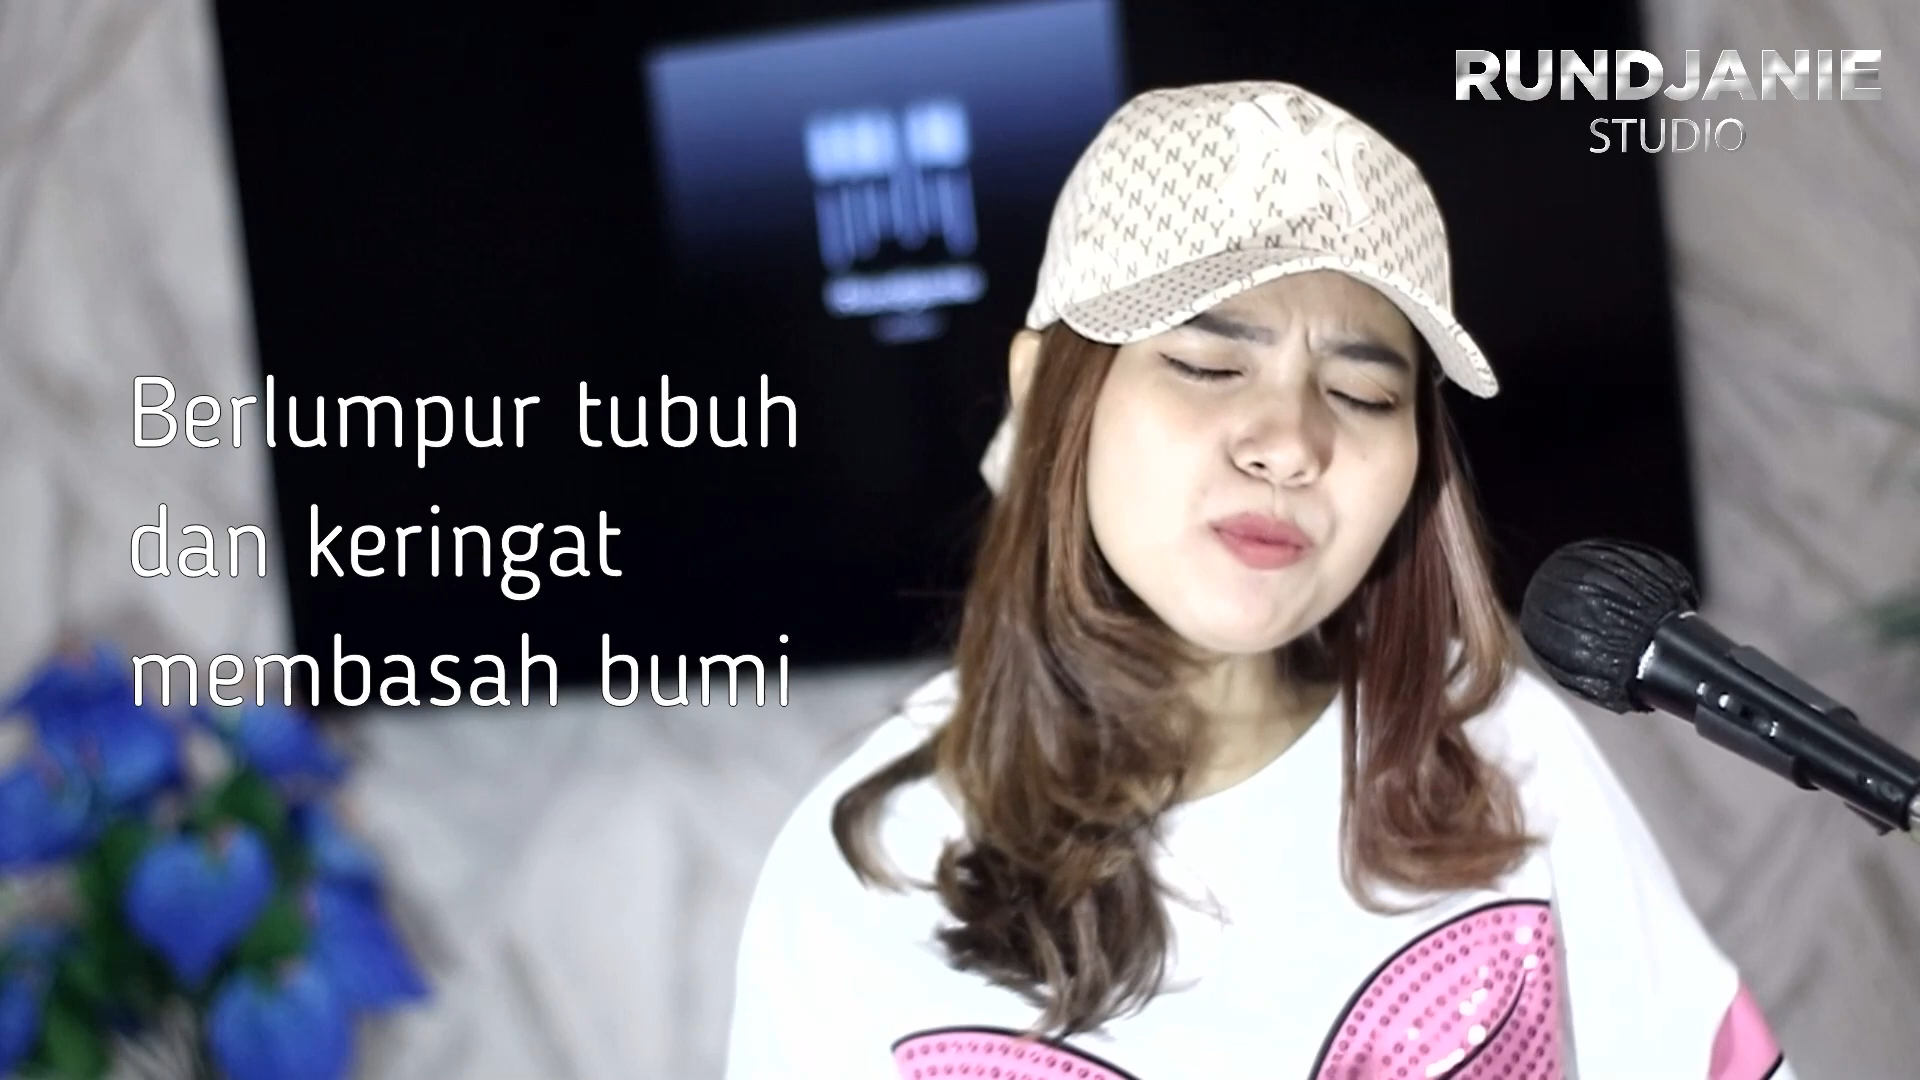 RUNDJANIE
STUDIO
Berlumpur tubuh
dan keringat
membasah bumi